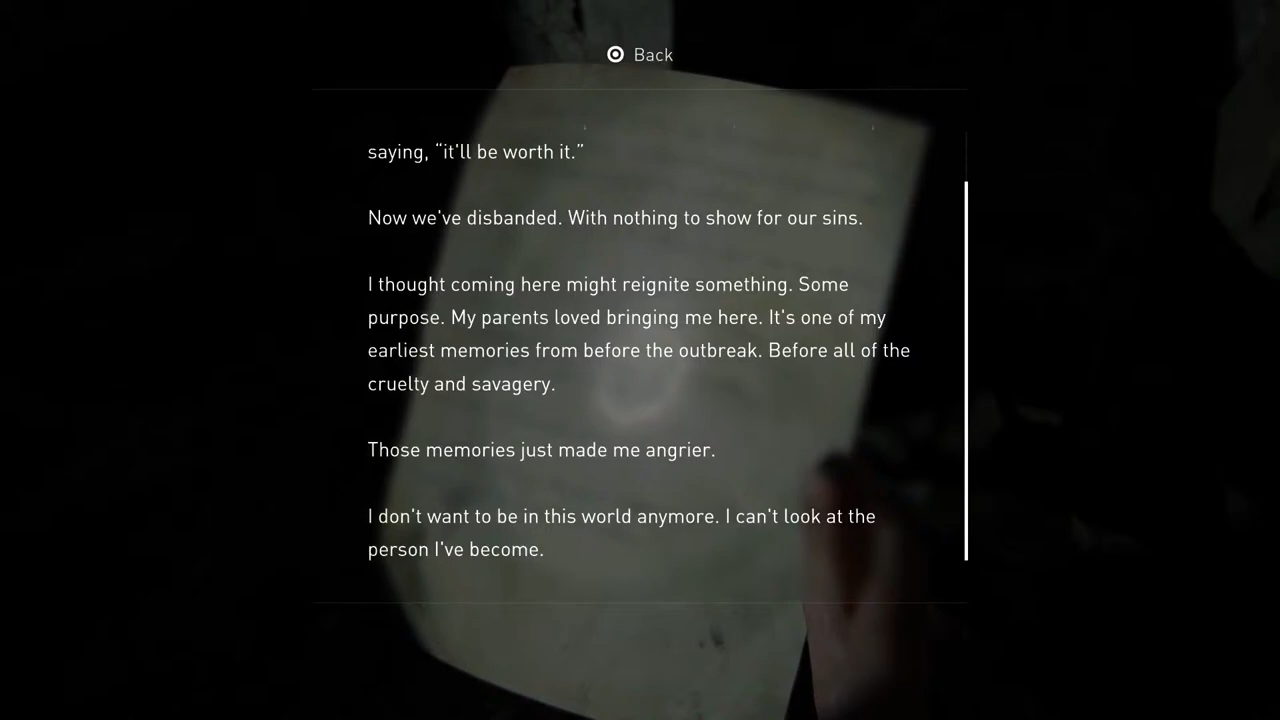 Back
saying, “it'll be worth it.”
Now we've disbanded. With nothing to show for our sins.
I thought coming here might reignite something. Some
purpose. My parents loved bringing me here. It's one of my
earliest memories from before the outbreak. Before all of the
cruelty and savagery.
Those memories just made me angrier.
I don't want to be in this world anymore. I can't look at the
person I've become.